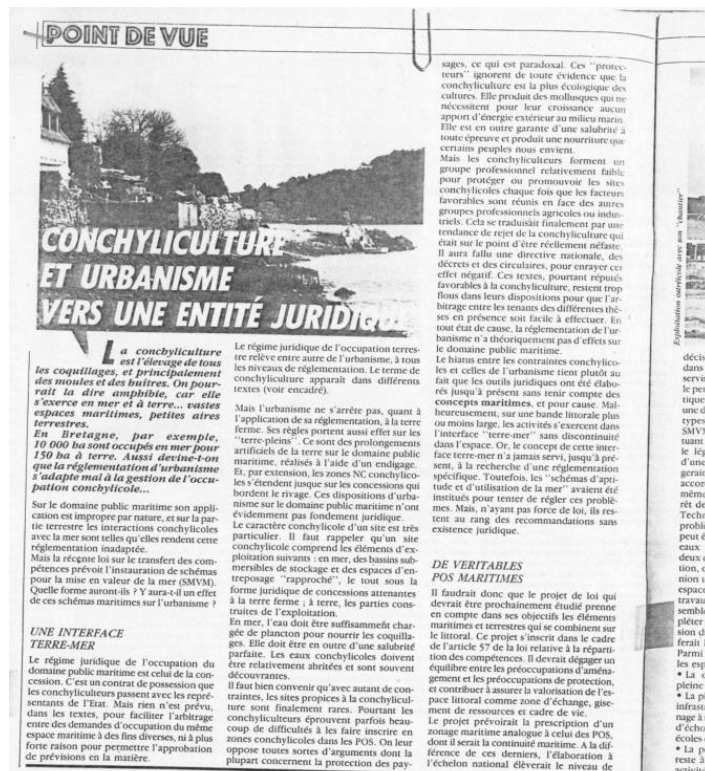 POINT DE VUE
CONCHYLICULTURE
ET URBANISME
VERS UNE ENTITÉ JURIDIQUE
La conchyliculture
est l'élevage de tous
les coquillages, et principalement
des moules et des huîtres. On pour-
rait la dire amphibie, car elle
s'exerce en mer et à terre... vastes
espaces maritimes, petites aires
terrestres.
En Bretagne, par exemple,
10 000 ha sont occupés en mer pour
150 ha à terre. Aussi devine-t-on
que la réglementation d'urbanisme
s'adapte mal à la gestion de l'occu-
pation conchylicole...
Sur le domaine public maritime son appli-
cation est impropre par nature, et sur la par-
tie terrestre les interactions conchylicoles
avec la mer sont telles qu'elles rendent cette
réglementation inadaptée.
Mais la récente loi sur le transfert des com-
pétences prévoit l'instauration de schémas
pour la mise en valeur de la mer (SMVM).
Quelle forme auront-ils ? Y aura-t-il un effet
de ces schémas maritimes sur l'urbanisme ?
UNE INTERFACE
TERRE-MER
Le régime juridique de l'occupation du
domaine public maritime est celui de la con-
cession. C'est un contrat de possession que
les conchyliculteurs passent avec les repré-
sentants de l'Etat. Mais rien n'est prévu,
dans les textes, pour faciliter l'arbitrage
entre des demandes d'occupation du même
espace maritime à des fins diverses, ni à plus
forte raison pour permettre l'approbation
de prévisions en la matière.
Le régime juridique de l'occupation terres-
tre relève entre autre de l'urbanisme, à tous
les niveaux de réglementation. Le terme de
conchyliculture apparait dans différents
textes (voir encadré).
Mais l'urbanisme ne s'arrête pas, quant à
l'application de sa réglementation, à la terre
ferme. Ses règles portent aussi effet sur les
"terre-pleins". Ce sont des prolongements
artificiels de la terre sur le domaine public
maritime, réalisés à l'aide d'un endigage.
Et, par extension, les zones NC conchylico-
les s'étendent jusque sur les concessions qui
bordent le rivage. Ces dispositions d'urba-
nisme sur le domaine public maritime n'ont
évidemment pas fondement juridique.
Le caractère conchylicole d'un site est très
particulier. Il faut rappeler qu'un site
conchylicole comprend les éléments d'ex-
ploitation suivants : en mer, des bassins sub-
mersibles de stockage et des espaces d'en-
treposage "rapproché", le tout sous la
forme juridique de concessions attenantes
à la terre ferme ; à terre, les parties cons-
truites de l'exploitation.
En mer, l'eau doit être suffisemment char-
gée de plancton pour nourrir les coquilla-
ges. Elle doit être en outre d'une salubrité
parfaite. Les eaux conchylicoles doivent
être relativement abritées et sont souvent
découvrantes.
Il faut bien convenir qu'avec autant de con-
traintes, les sites propices à la conchylicul-
ture sont finalement rares. Pourtant les
conchyliculteurs éprouvent parfois beau-
coup de difficultés à les faire inscrire en
zones conchylicoles dans les POS. On leur
oppose toutes sortes d'arguments dont la
plupart concernent la protection des pay-
sages, ce qui est paradoxal. Ces "protec-
teurs" ignorent de toute évidence que la
conchyliculture est la plus écologique des
cultures. Elle produit des mollusques qui ne
nécessitent pour leur croissance aucun
apport d'énergie extérieur au milieu marin.
Elle est en outre garante d'une salubrité à
toute épreuve et produit une nourriture que
certains peuples nous envient.
Mais les conchyliculteurs forment un
groupe professionnel relativement faible
pour protéger ou promouvoir les sites
conchylicoles chaque fois que les facteurs
favorables sont réunis en face des autres
groupes professionnels agricoles ou indus-
triels. Cela se traduisait finalement par une
tendance de rejet de la conchyliculture qui
était sur le point d'être réellement néfaste.
Il aura fallu une directive nationale, des
décrets et des circulaires, pour enrayer cet
effet négatif. Ces textes, pourtant réputés
favorables à la conchyliculture, restent trop
flous dans leurs dispositions pour que l'ar-
bitrage entre les tenants des différentes thè-
ses en présence soit facile à effectuer. En
tout état de cause, la réglementation de l'ur-
banisme n'a théoriquement pas d'effets sur
le domaine public maritime.
Le hiatus entre les contraintes conchylico-
les et celles de l'urbanisme tient plutôt au
fait que les outils juridiques ont été élabo-
rés jusqu'à présent sans tenir compte des
concepts maritimes, et pour cause. Mal-
heureusement, sur une bande littorale plus
ou moins large, les activités s'exercent dans
l'interface "terre-mer" sans discontinuité
dans l'espace. Or, le concept de cette inter-
face terre-mer n'a jamais servi, jusqu'à pré-
sent, à la recherche d'une réglementation
spécifique. Toutefois, les "schémas d'apti-
tude et d'utilisation de la mer" avaient été
institués pour tenter de régler ces problè-
mes. Mais, n'ayant pas force de loi, ils res-
tent au rang des recommandations sans
existence juridique.
DE VERITABLES
POS MARITIMES
Il faudrait donc que le projet de loi qui
devrait être prochainement étudié prenne
en compte dans ses objectifs les éléments
maritimes et terrestres qui se combinent sur
le littoral. Ce projet s'inscrit dans le cadre
de l'article 57 de la loi relative à la réparti-
tion des compétences. Il devrait dégager un
équilibre entre les préoccupations d'aména-
gement et les préoccupations de protection,
et contribuer à assurer la valorisation de l'es-
pace littoral comme zone d'échange, gise-
ment de ressources et cadre de vie.
Le projet prévoirait la prescription d'un
zonage maritime analogue à celui des POS,
dont il serait la continuité maritime. A la dif-
férence de ces derniers, l'élaboration à
l'échelon national élèverait le niveau de
Exploitation ostréicole avec son "chantier"